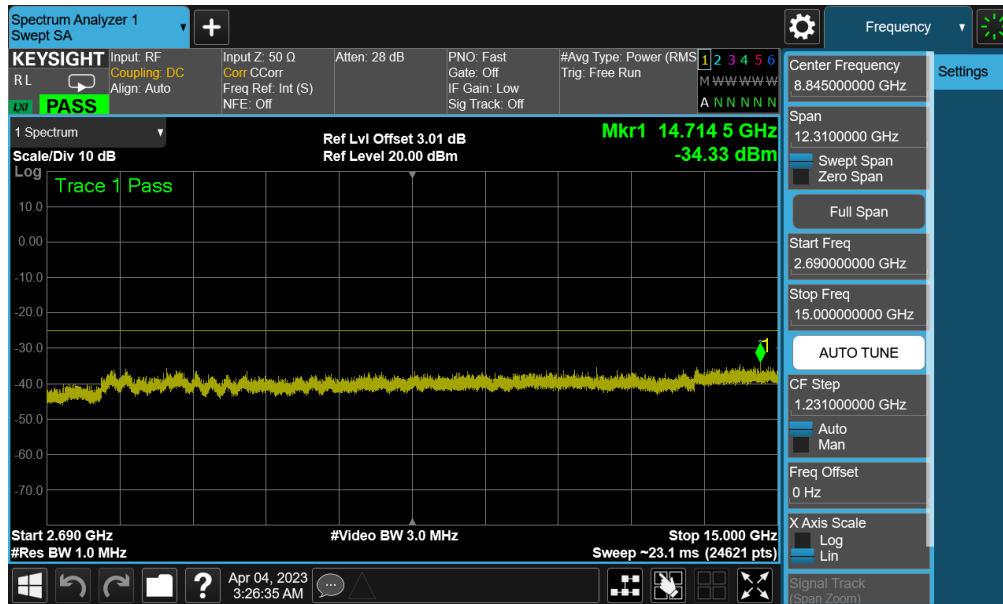 Spectrum Analyzer 1
Swept SA
+
Frequency
KEYSIGHT
R L
LXI
PASS
Input: RF
Coupling: DC
Align: Auto
Input Z: 50 Ω
Corr CCorr
Freq Ref: Int (S)
NFE: Off
Atten: 28 dB
PNO: Fast
Gate: Off
IF Gain: Low
Sig Track: Off
#Avg Type: Power (RMS
Trig: Free Run
1 2 3 4 5 6
M W W W W W
A N N N N N
1 Spectrum
Scale/Div 10 dB
Ref Lvl Offset 3.01 dB
Ref Level 20.00 dBm
Mkr1 14.714 5 GHz
-34.33 dBm
Log
Trace 1 Pass
10.0
0.00
-10.0
-20.0
-30.0
-40.0
-50.0
-60.0
-70.0
1
Start 2.690 GHz
#Res BW 1.0 MHz
#Video BW 3.0 MHz
Stop 15.000 GHz
Sweep ~23.1 ms (24621 pts)
Center Frequency
8.845000000 GHz
Span
12.3100000 GHz
Swept Span
Zero Span
Full Span
Start Freq
2.690000000 GHz
Stop Freq
15.000000000 GHz
AUTO TUNE
CF Step
1.231000000 GHz
Auto
Man
Freq Offset
0 Hz
X Axis Scale
Log
Lin
Signal Track
(Span Zoom)
Settings
?
Apr 04, 2023
3:26:35 AM